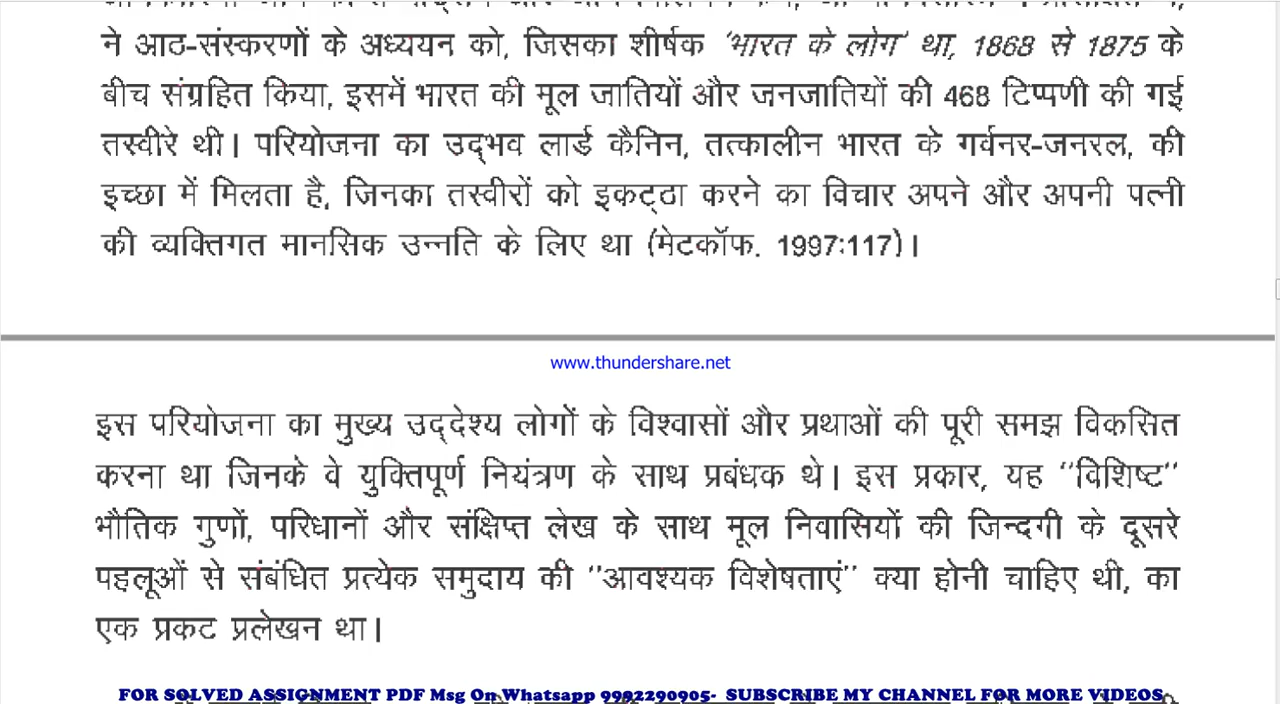 ने आठ-संस्करणों के अध्ययन को, जिसका शीर्षक 'भारत के लोग' था, 1868 से 1875 के
बीच संग्रहित किया, इसमें भारत की मूल जातियों और जनजातियों की 468 टिप्पणी की गई
तस्वीरे थी। परियोजना का उद्भव लार्ड कैनिन, तत्कालीन भारत के गर्वनर-जनरल, की
इच्छा में मिलता है, जिनका तस्वीरों को इकट्ठा करने का विचार अपने और अपनी पत्नी
की व्यक्तिगत मानसिक उन्नति के लिए था (मेटकॉफ. 1997:117)।
www.thundershare.net
इस परियोजना का मुख्य उद्देश्य लोगों के विश्वासों और प्रथाओं की पूरी समझ विकसित
करना था जिनके वे युक्तिपूर्ण नियंत्रण के साथ प्रबंधक थे। इस प्रकार, यह ''विशिष्ट''
भौतिक गुणों, परिधानों और संक्षिप्त लेख के साथ मूल निवासियों की जिन्दगी के दूसरे
पहलूओं से संबंधित प्रत्येक समुदाय की ''आवश्यक विशेषताएं'' क्या होनी चाहिए थी, का
एक प्रकट प्रलेखन था।
FOR SOLVED ASSIGNMENT PDF Msg On Whatsapp 9992290905- SUBSCRIBE MY CHANNEL FOR MORE VIDEOS